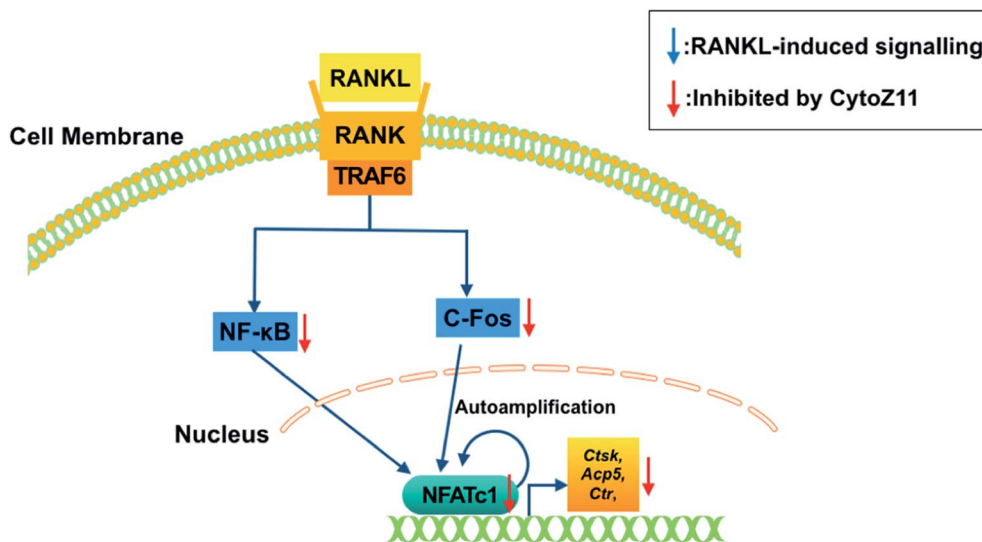 :RANKL-induced signalling
:Inhibited by CytoZ11
RANKL
RANK
TRAF6
Cell Membrane
NF-κB
C-Fos
Nucleus
Autoamplification
NFATc1
Ctsk,
Acp5,
Ctr,